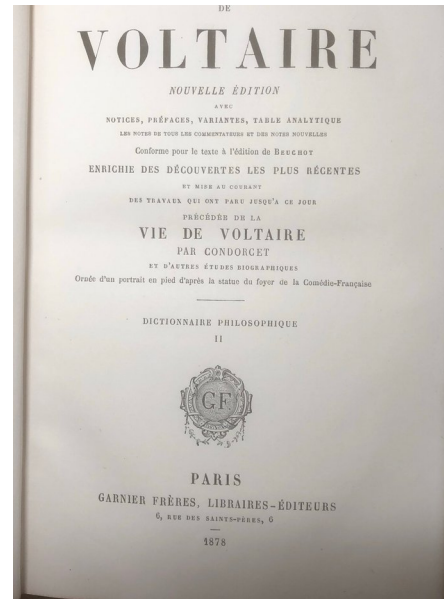 DE
VOLTAIRE
NOUVELLE ÉDITION
AVEC
NOTICES, PRÉFACES, VARIANTES, TABLE ANALYTIQUE
LES NOTES DE TOUS LES COMMENTATEURS ET DES NOTES NOUVELLES
Conforme pour le texte à l'édition de BEUCHOT
ENRICHIE DES DÉCOUVERTES LES PLUS RÉCENTES
ET MISE AU COURANT
DES TRAVAUX QUI ONT PARU JUSQU'A CE JOUR
PRÉCÉDÉE DE LA
VIE DE VOLTAIRE
PAR CONDORCET
ET D'AUTRES ÉTUDES BIOGRAPHIQUES
Ornée d'un portrait en pied d'après la statue du foyer de la Comédie-Française
DICTIONNAIRE PHILOSOPHIQUE
II
GF
PARIS
GARNIER FRÈRES, LIBRAIRES-ÉDITEURS
6, RUE DES SAINTS-PÈRES, 6
1878